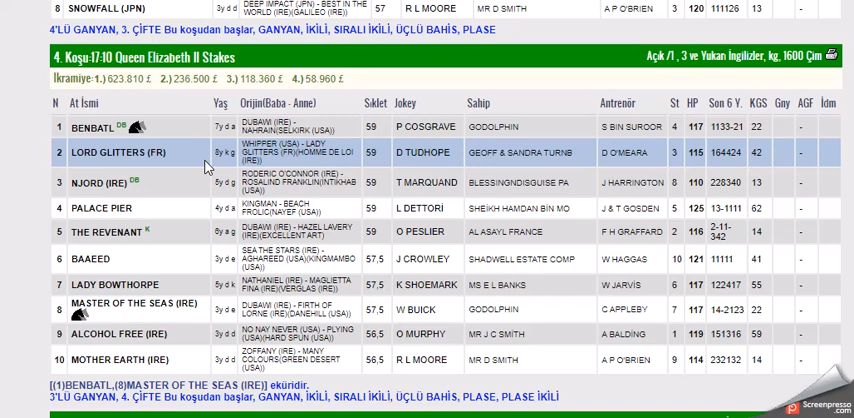 8 SNOWFALL (JPN) 3y d d DEEP IMPACT (JPN) - BEST IN THE WORLD (IRE)(GALILEO (IRE)) 57 R L MOORE MR D SMITH A P O'BRIEN 3 120 111126 13 -
4'LÜ GANYAN, 3. ÇİFTE Bu koşudan başlar, GANYAN, İKİLİ, SIRALI İKİLİ, ÜÇLÜ BAHİS, PLASE
4. Koşu:17:10 Queen Elizabeth II Stakes Açık /1 , 3 ve Yukarı İngilizler, kg, 1600 Çim
İkramiye:1.) 623.810 £ 2.) 236.500 £ 3.) 118.360 £ 4.) 58.960 £
N At İsmi Yaş Orijin(Baba - Anne) Sıklet Jokey Sahip Antrenör St HP Son 6 Y. KGS Gny AGF İdm
1 BENBATL DB 7y d a DUBAWI (IRE) - NAHRAIN(SELKIRK (USA)) 59 P COSGRAVE GODOLPHIN S BIN SUROOR 4 117 1133-21 22 -
2 LORD GLITTERS (FR) 8y k g WHIPPER (USA) - LADY GLITTERS (FR)(HOMME DE LOI (IRE)) 59 D TUDHOPE GEOFF & SANDRA TURNB D O'MEARA 3 115 164424 42 -
3 NJORD (IRE) DB 5y d g RODERIC O'CONNOR (IRE) - ROSALIND FRANKLIN(INTIKHAB (USA)) 59 T MARQUAND BLESSINGNDISGUISE PA J HARRINGTON 8 110 228340 13 -
4 PALACE PIER 4y d a KINGMAN - BEACH FROLIC(NAYEF (USA)) 59 L DETTORİ SHEİKH HAMDAN BİN MO J & T GOSDEN 5 125 13-1111 62 -
5 THE REVENANT K 6y a g DUBAWI (IRE) - HAZEL LAVERY (IRE)(EXCELLENT ART) 59 O PESLIER AL ASAYL FRANCE F H GRAFFARD 2 116 2-11-342 14 -
6 BAAEED 3y d e SEA THE STARS (IRE) - AGHAREED (USA)(KINGMAMBO (USA)) 57,5 J CROWLEY SHADWELL ESTATE COMP W HAGGAS 10 121 11111 41 -
7 LADY BOWTHORPE 5y d k NATHANIEL (IRE) - MAGLIETTA FINA (IRE)(VERGLAS (IRE)) 57,5 K SHOEMARK MS E L BANKS W JARVİS 6 117 122417 55 -
8 MASTER OF THE SEAS (IRE) 3y d e DUBAWI (IRE) - FIRTH OF LORNE (IRE)(DANEHILL (USA)) 57,5 W BUICK GODOLPHIN C APPLEBY 7 117 14-2123 22 -
9 ALCOHOL FREE (IRE) 3y d d NO NAY NEVER (USA) - PLYING (USA)(HARD SPUN (USA)) 56,5 O MURPHY MR J C SMİTH A BALDİNG 1 119 151316 59 -
10 MOTHER EARTH (IRE) 3y d d ZOFFANY (IRE) - MANY COLOURS(GREEN DESERT (USA)) 56,5 R L MOORE MR D SMITH A P O'BRIEN 9 114 232132 14 -
[(1)BENBATL,(8)MASTER OF THE SEAS (IRE)] eküridir.
3'LÜ GANYAN, 4. ÇİFTE Bu koşudan başlar, GANYAN, İKİLİ, SIRALI İKİLİ, ÜÇLÜ BAHİS, PLASE, PLASE İKİLİ
Screenpresso
.com